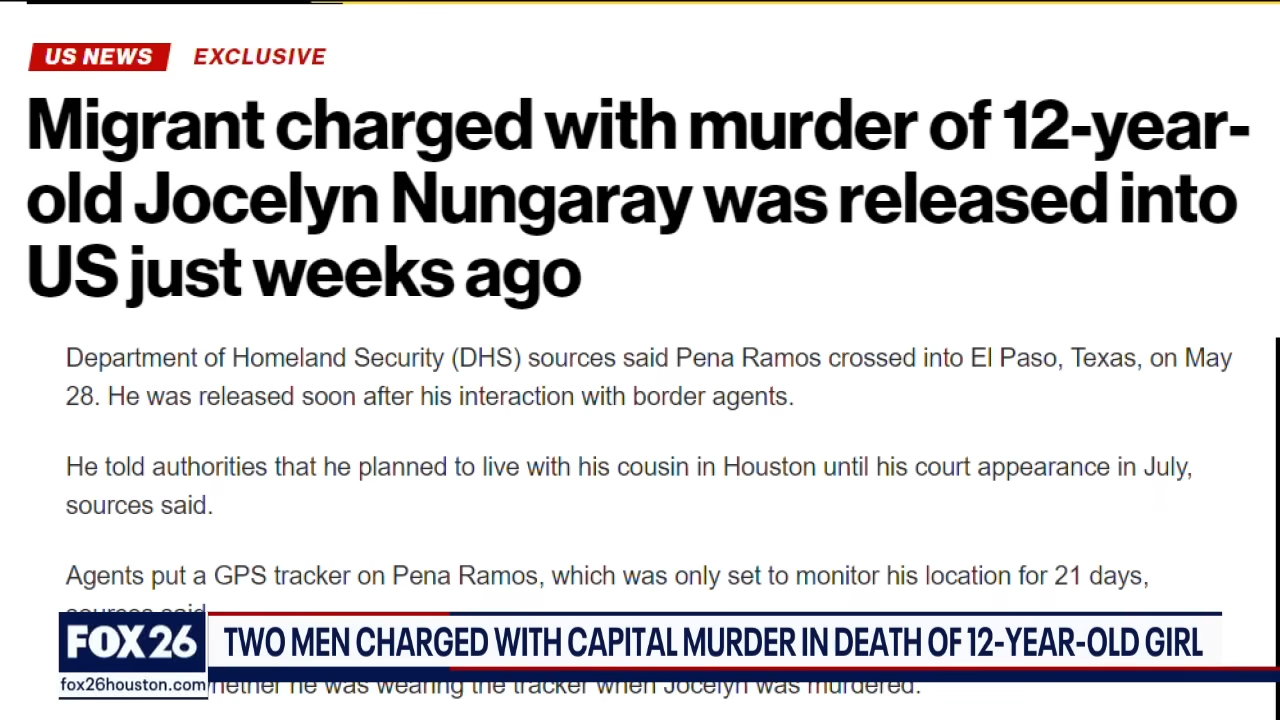 US NEWS EXCLUSIVE
Migrant charged with murder of 12-year-
old Jocelyn Nungaray was released into
US just weeks ago
Department of Homeland Security (DHS) sources said Pena Ramos crossed into El Paso, Texas, on May
28. He was released soon after his interaction with border agents.
He told authorities that he planned to live with his cousin in Houston until his court appearance in July,
sources said.
Agents put a GPS tracker on Pena Ramos, which was only set to monitor his location for 21 days,
sources said
FOX 26 TWO MEN CHARGED WITH CAPITAL MURDER IN DEATH OF 12-YEAR-OLD GIRL
fox26houston.com
he was wearing the tracker when Jocelyn was murdered.